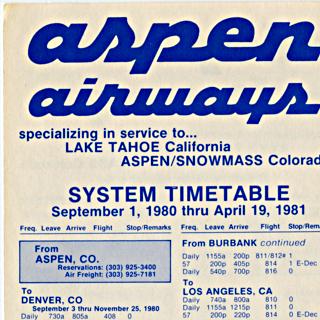 aspen
airways
specializing in service to...
LAKE TAHOE California
ASPEN/SNOWMASS Colorad
SYSTEM TIMETABLE
September 1, 1980 thru April 19, 1981
Freq. Leave Arrive Flight Stop/Remarks
From
ASPEN, CO.
Reservations: (303) 925-3400
Air Freight: (303) 925-7181
To
DENVER, CO
September 3 thru November 25, 1980
Daily 730a 805a 408 0
Freq. Leave Arrive Flight Stop/Remarks
From BURBANK continued
Daily 1155a 200p 811/812# 1
57 200p 405p 814 1 E-Dec
Daily 540p 700p 816 0
To
LOS ANGELES, CA
Daily 740a 800a 810 0
Daily 1155a 1215p 811 0
57 200p 220p 814 0 E-Dec